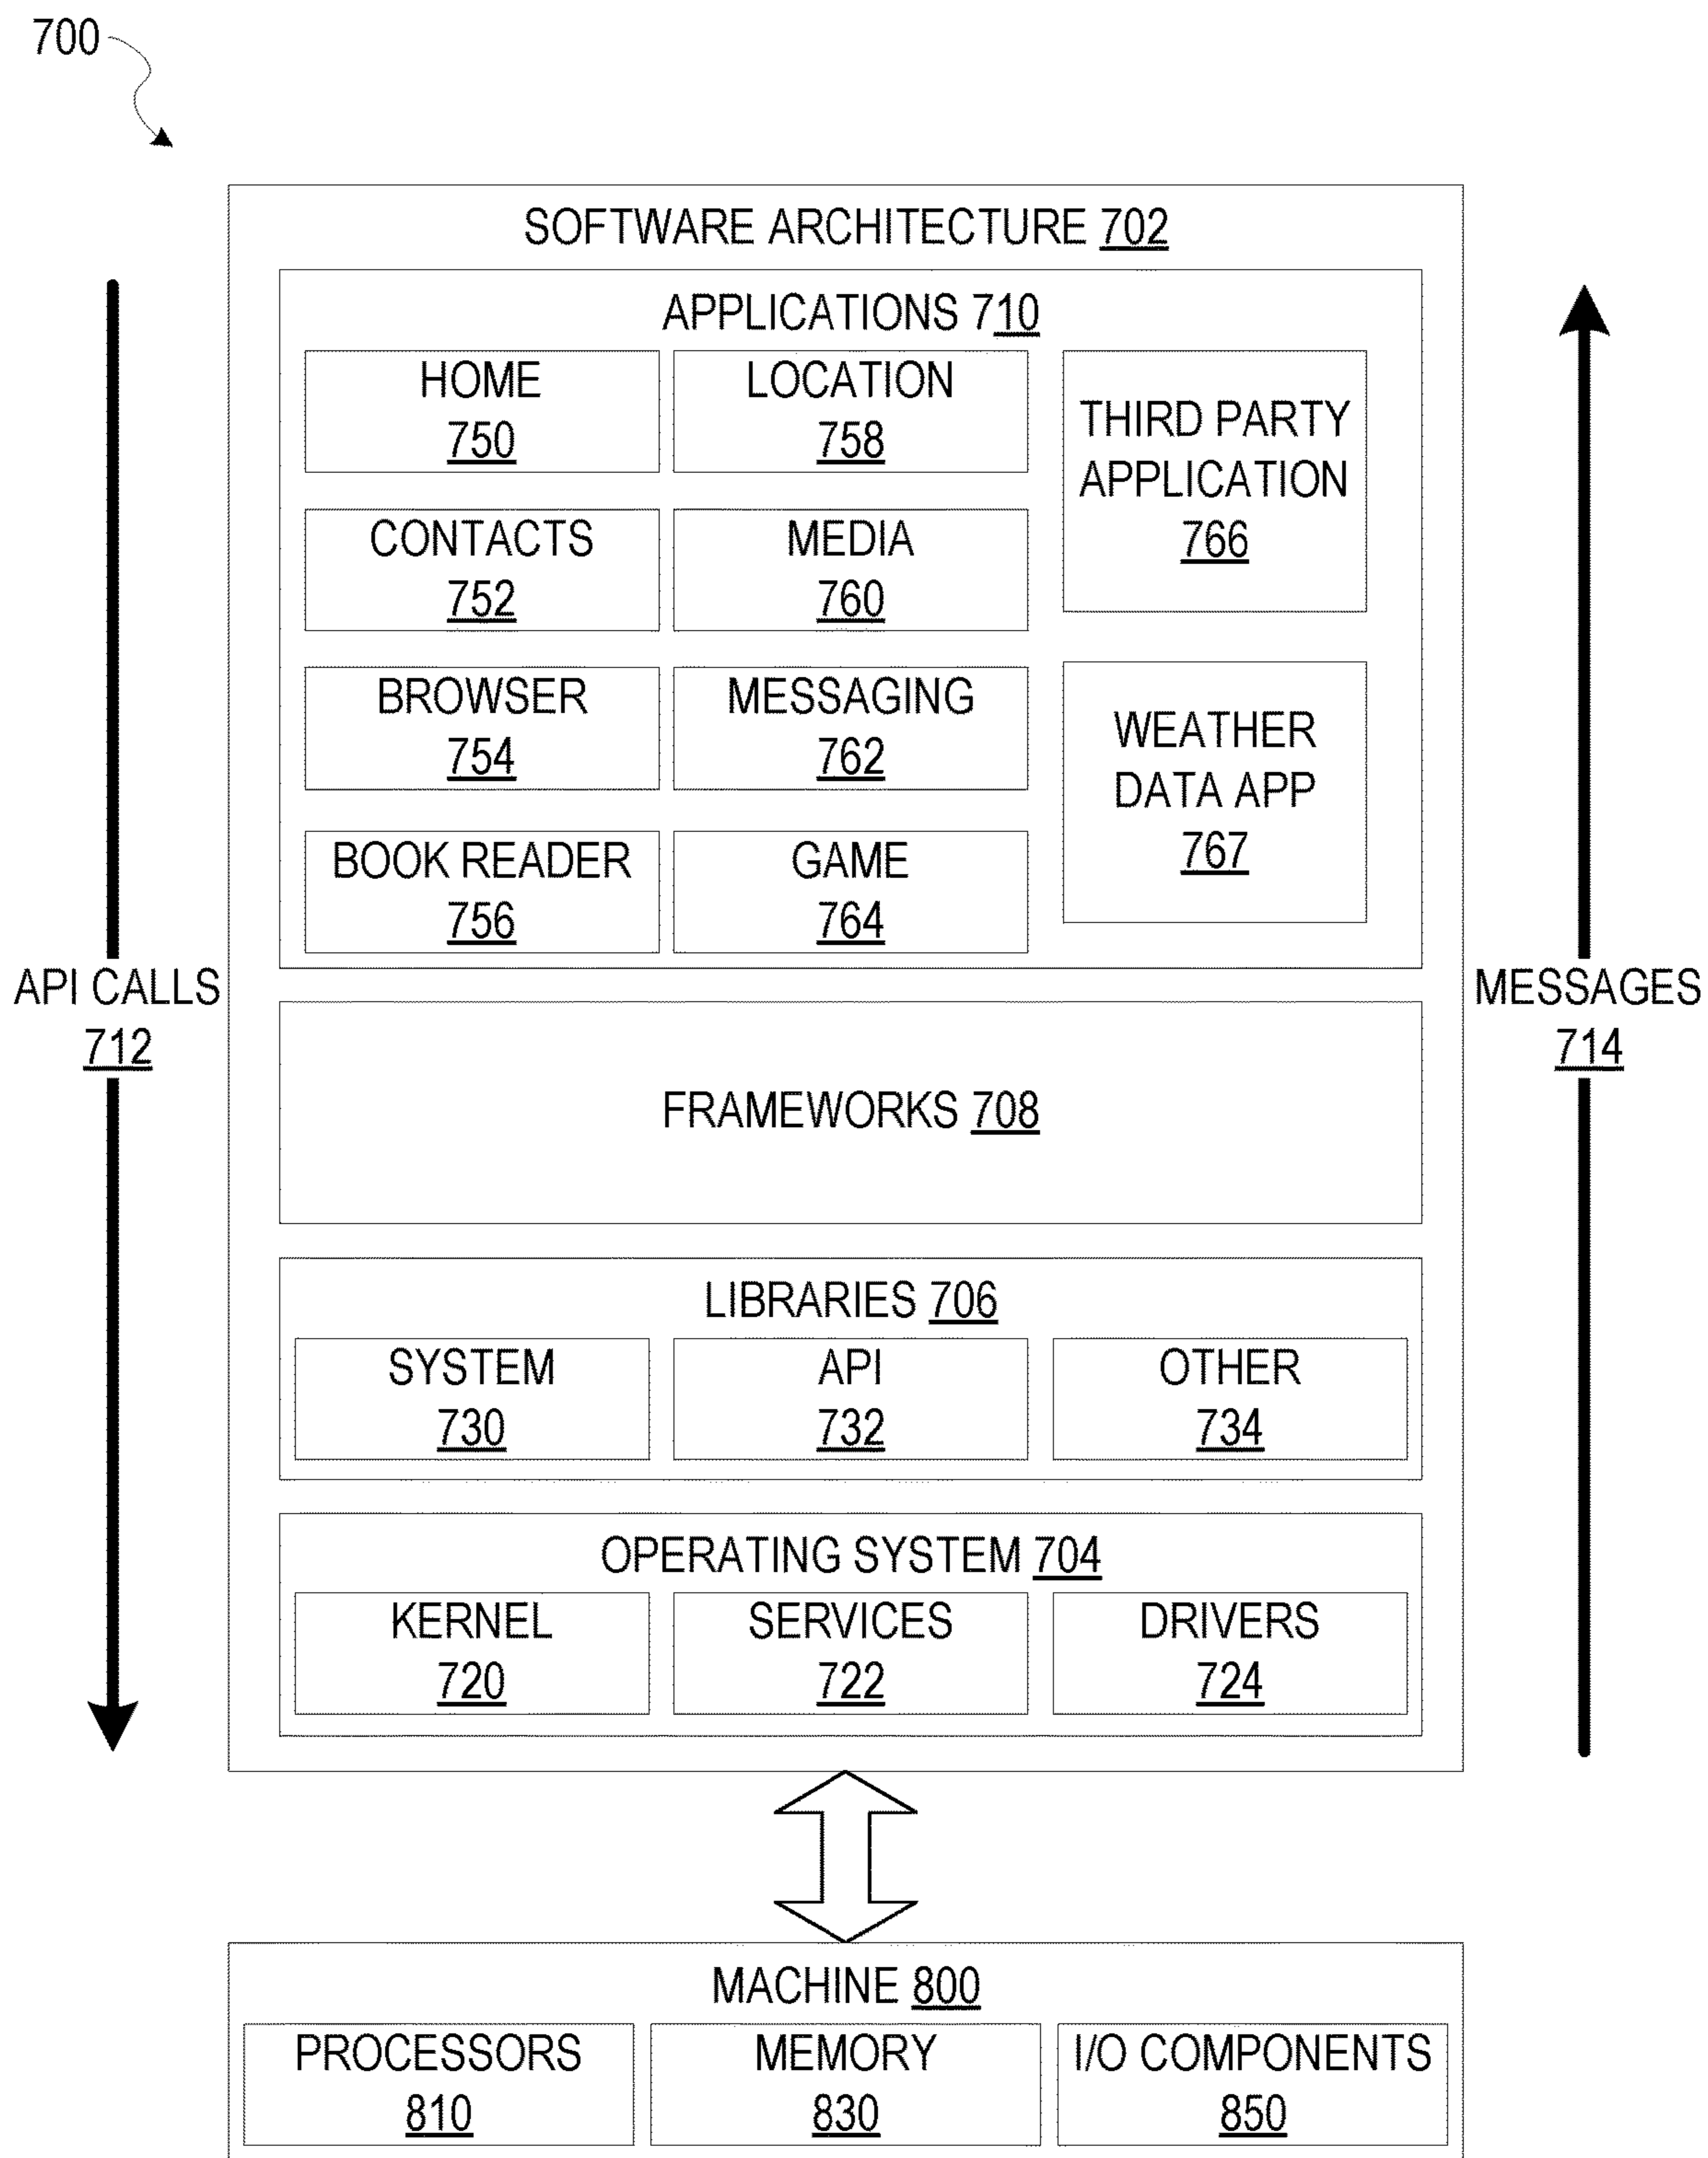 700
SOFTWARE ARCHITECTURE 702
APPLICATIONS 710
HOME
750
LOCATION
758
THIRD PARTY
APPLICATION
766
CONTACTS
752
MEDIA
760
BROWSER
754
MESSAGING
762
WEATHER
DATA APP
767
BOOK READER
756
GAME
764
API CALLS
712
MESSAGES
714
FRAMEWORKS 708
LIBRARIES 706
SYSTEM
730
API
732
OTHER
734
OPERATING SYSTEM 704
KERNEL
720
SERVICES
722
DRIVERS
724
MACHINE 800
PROCESSORS
810
MEMORY
830
I/O COMPONENTS
850